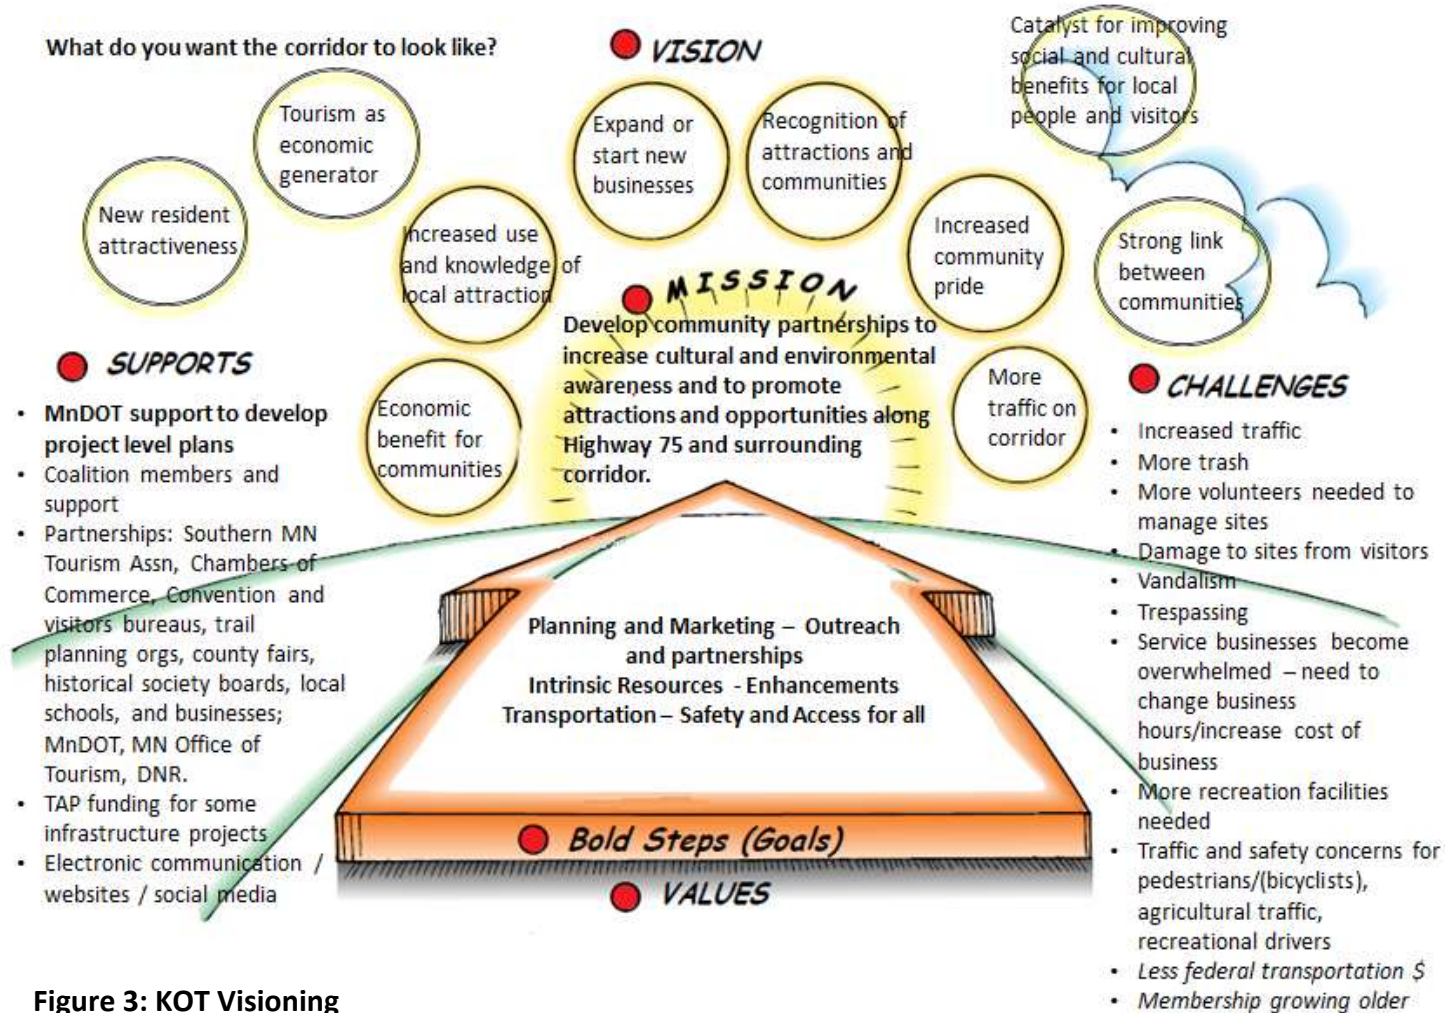 What do you want the corridor to look like?
VISION
Catalyst for improving
social and cultural
benefits for local
people and visitors
Tourism as
economic
generator
Expand or
start new
businesses
Recognition of
attractions and
communities
New resident
attractiveness
Increased use
and knowledge of
local attraction
Increased
community
pride
Strong link
between
communities
MISSION
Develop community partnerships to
increase cultural and environmental
awareness and to promote
attractions and opportunities along
Highway 75 and surrounding
corridor.
Economic
benefit for
communities
More
traffic on
corridor
SUPPORTS
• MnDOT support to develop
project level plans
• Coalition members and
support
• Partnerships: Southern MN
Tourism Assn, Chambers of
Commerce, Convention and
visitors bureaus, trail
planning orgs, county fairs,
historical society boards, local
schools, and businesses;
MnDOT, MN Office of
Tourism, DNR.
• TAP funding for some
infrastructure projects
• Electronic communication /
websites / social media
CHALLENGES
• Increased traffic
• More trash
• More volunteers needed to
manage sites
• Damage to sites from visitors
• Vandalism
• Trespassing
• Service businesses become
overwhelmed – need to
change business
hours/increase cost of
business
• More recreation facilities
needed
• Traffic and safety concerns for
pedestrians/(bicyclists),
agricultural traffic,
recreational drivers
• Less federal transportation $
• Membership growing older
Planning and Marketing – Outreach
and partnerships
Intrinsic Resources - Enhancements
Transportation – Safety and Access for all
Bold Steps (Goals)
VALUES
Figure 3: KOT Visioning